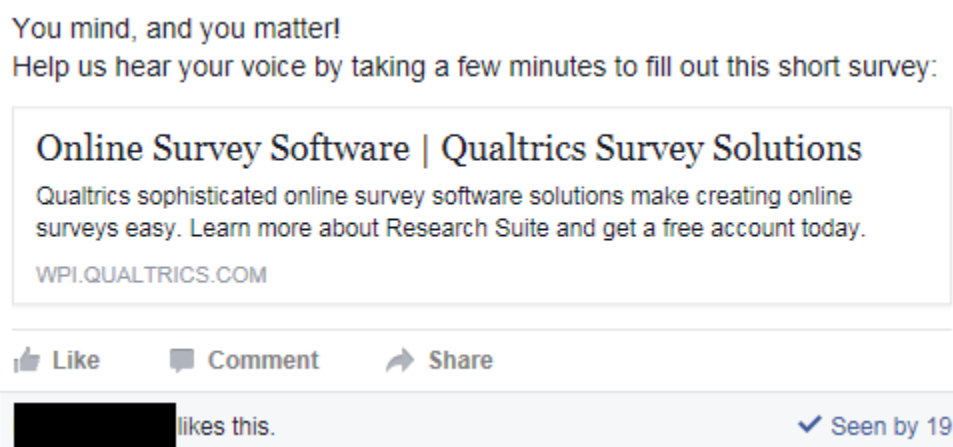 You mind, and you matter!
Help us hear your voice by taking a few minutes to fill out this short survey:
Online Survey Software | Qualtrics Survey Solutions
Qualtrics sophisticated online survey software solutions make creating online
surveys easy. Learn more about Research Suite and get a free account today.
WPI.QUALTRICS.COM
Like Comment Share
likes this. Seen by 19